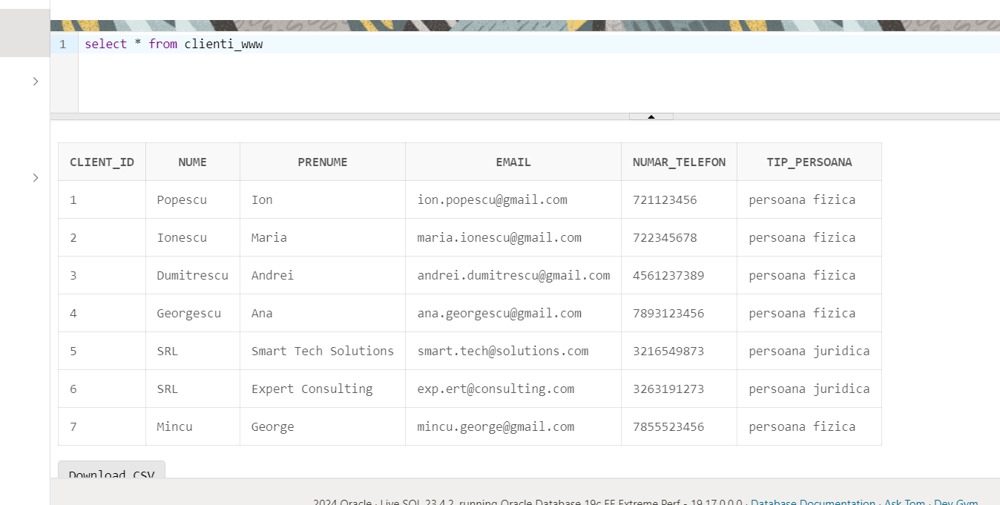 1 select * from clienti_www
CLIENT_ID NUME PRENUME EMAIL NUMAR_TELEFON TIP_PERSOANA
1 Popescu Ion ion.popescu@gmail.com 721123456 persoana fizica
2 Ionescu Maria maria.ionescu@gmail.com 722345678 persoana fizica
3 Dumitrescu Andrei andrei.dumitrescu@gmail.com 4561237389 persoana fizica
4 Georgescu Ana ana.georgescu@gmail.com 7893123456 persoana fizica
5 SRL Smart Tech Solutions smart.tech@solutions.com 3216549873 persoana juridica
6 SRL Expert Consulting exp.ert@consulting.com 3263191273 persoana juridica
7 Mincu George mincu.george@gmail.com 7855523456 persoana fizica
Download CSV
2024 Oracle · Live SQL 23.4.2, running Oracle Database 19c EE Extreme Perf - 19.17.0.0.0 · Database Documentation · Ask Tom · Dev Gym